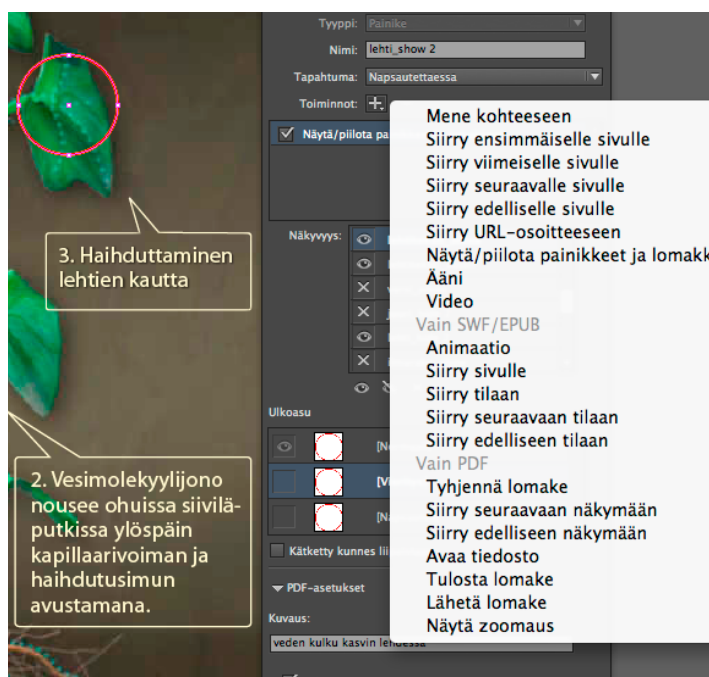 3. Haihduttaminen
lehtien kautta
2. Vesimolekyylijono
nousee ohuissa siivilä-
putkissa ylöspäin
kapillaarivoiman ja
haihdutusimun
avustamana.
Tyyppi: Painike
Nimi: lehti_show 2
Tapahtuma: Napsautettaessa
Toiminnot:
Näytä/piilota pa
Näkyvyys:
Ulkoasu
[N
[Vi
[Na
Kätketty kunnes lii
PDF-asetukset
Kuvaus:
veden kulku kasvin lehdessä
Mene kohteeseen
Siirry ensimmäiselle sivulle
Siirry viimeiselle sivulle
Siirry seuraavalle sivulle
Siirry edelliselle sivulle
Siirry URL-osoitteeseen
Näytä/piilota painikkeet ja lomakk
Ääni
Video
Vain SWF/EPUB
Animaatio
Siirry sivulle
Siirry tilaan
Siirry seuraavaan tilaan
Siirry edelliseen tilaan
Vain PDF
Tyhjennä lomake
Siirry seuraavaan näkymään
Siirry edelliseen näkymään
Avaa tiedosto
Tulosta lomake
Lähetä lomake
Näytä zoomaus